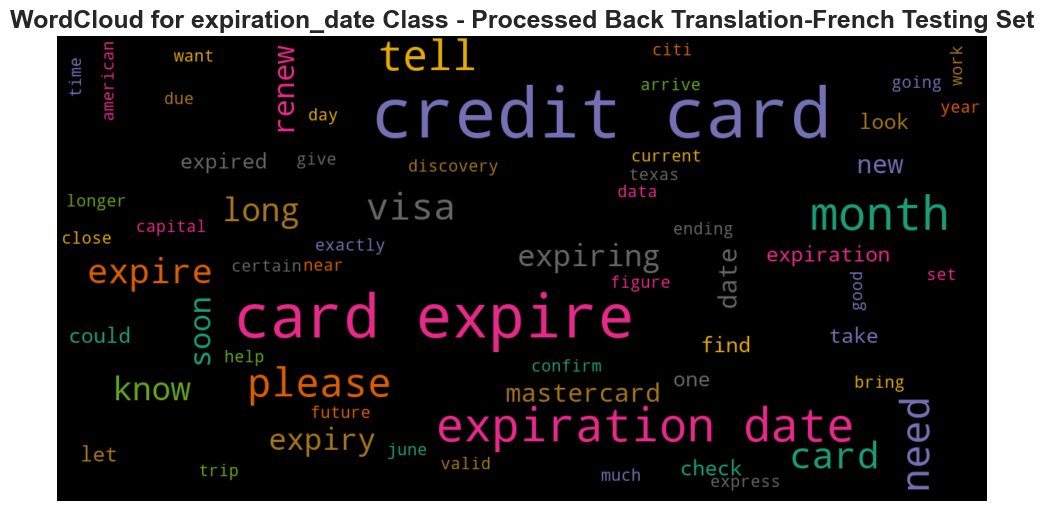 WordCloud for expiration_date Class - Processed Back Translation-French Testing Set
time
american
want
due
renew
day
tell
citi
arrive
going
work
year
credit card
look
expired
give
discovery
current
texas
data
new
longer
capital
close
long
visa
exactly
month
ending
expire
certain
near
expiring
figure
date
expiration
good
set
could
soon
card expire
help
find
take
know
please
confirm
mastercard
one
bring
future
expiration date
need
let
trip
expiry
june
valid
much
check
express
card